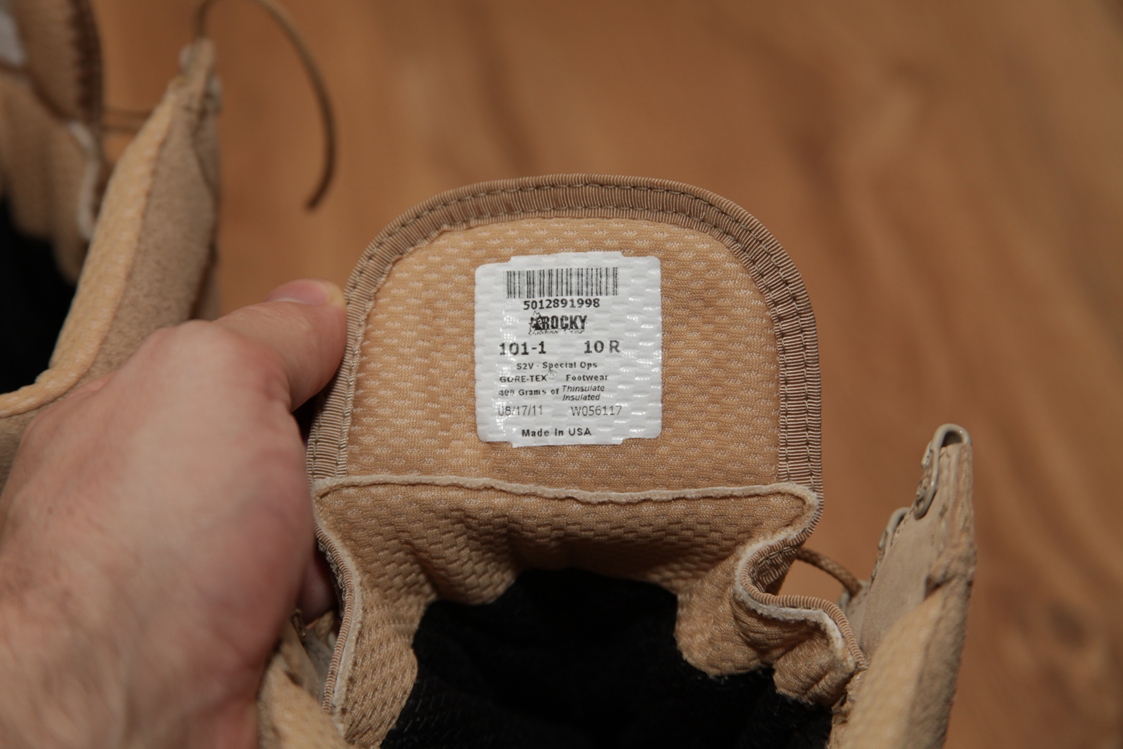 5012891998
ROCKY
101-1 10 R
S2V - Special Ops
GORE-TEX Footwear
400 Grams of Thinsulate
Insulated
08/17/11 W056117
Made In USA